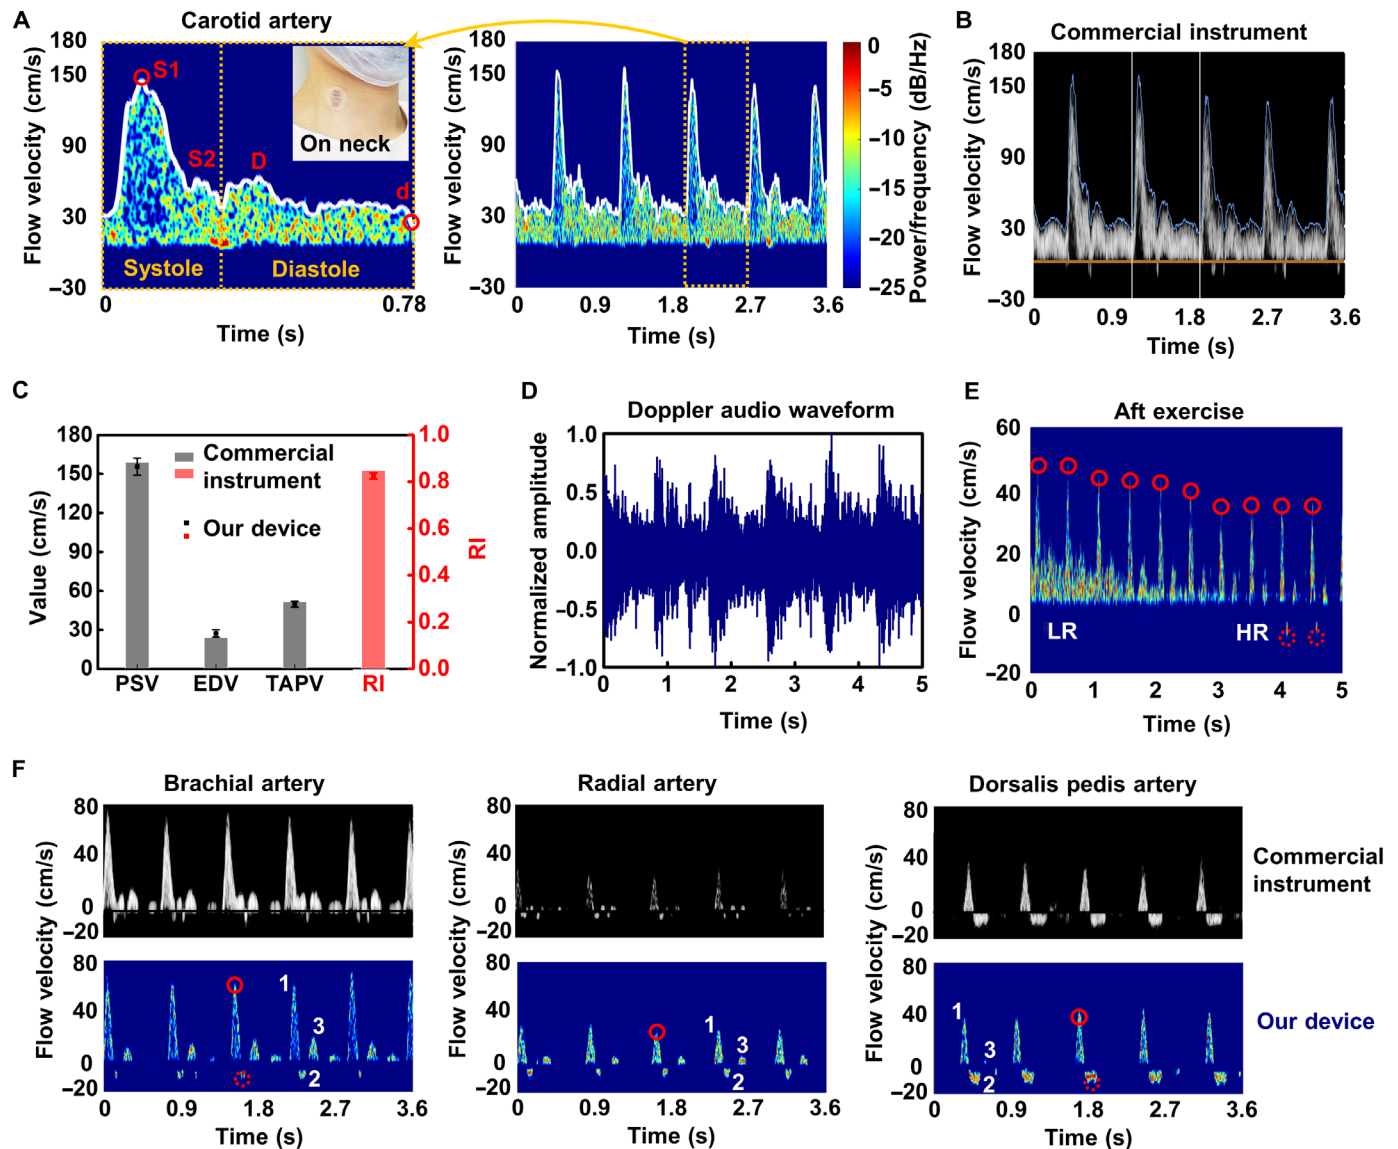 A
Carotid artery
Flow velocity (cm/s)
180
150
90
30
−30
S1
S2
D
d
On neck
Systole
Diastole
0
0.78
Time (s)
Flow velocity (cm/s)
180
150
90
30
−30
0
0.9
1.8
2.7
3.6
Time (s)
0
−5
−10
−15
−20
−25
Power/frequency (dB/Hz)
B
Commercial instrument
Flow velocity (cm/s)
180
150
90
30
−30
0
0.9
1.8
2.7
3.6
Time (s)
C
Value (cm/s)
180
150
120
90
60
30
0
Commercial
instrument
Our device
1.0
0.8
0.6
0.4
0.2
0.0
RI
PSV
EDV
TAPV
RI
D
Doppler audio waveform
Normalized amplitude
1.0
0.5
0.0
−0.5
−1.0
0
1
2
3
4
5
Time (s)
E
Aft exercise
Flow velocity (cm/s)
60
40
20
0
−20
LR
HR
0
1
2
3
4
5
Time (s)
F
Brachial artery
Radial artery
Dorsalis pedis artery
Flow velocity (cm/s)
80
40
0
−20
80
40
0
−20
80
40
0
−20
Commercial
instrument
80
40
0
−20
1
3
2
0
0.9
1.8
2.7
3.6
Time (s)
Flow velocity (cm/s)
80
40
0
−20
1
3
2
0
0.9
1.8
2.7
3.6
Time (s)
Flow velocity (cm/s)
80
40
0
−20
1
3
2
0
0.9
1.8
2.7
3.6
Time (s)
Our device